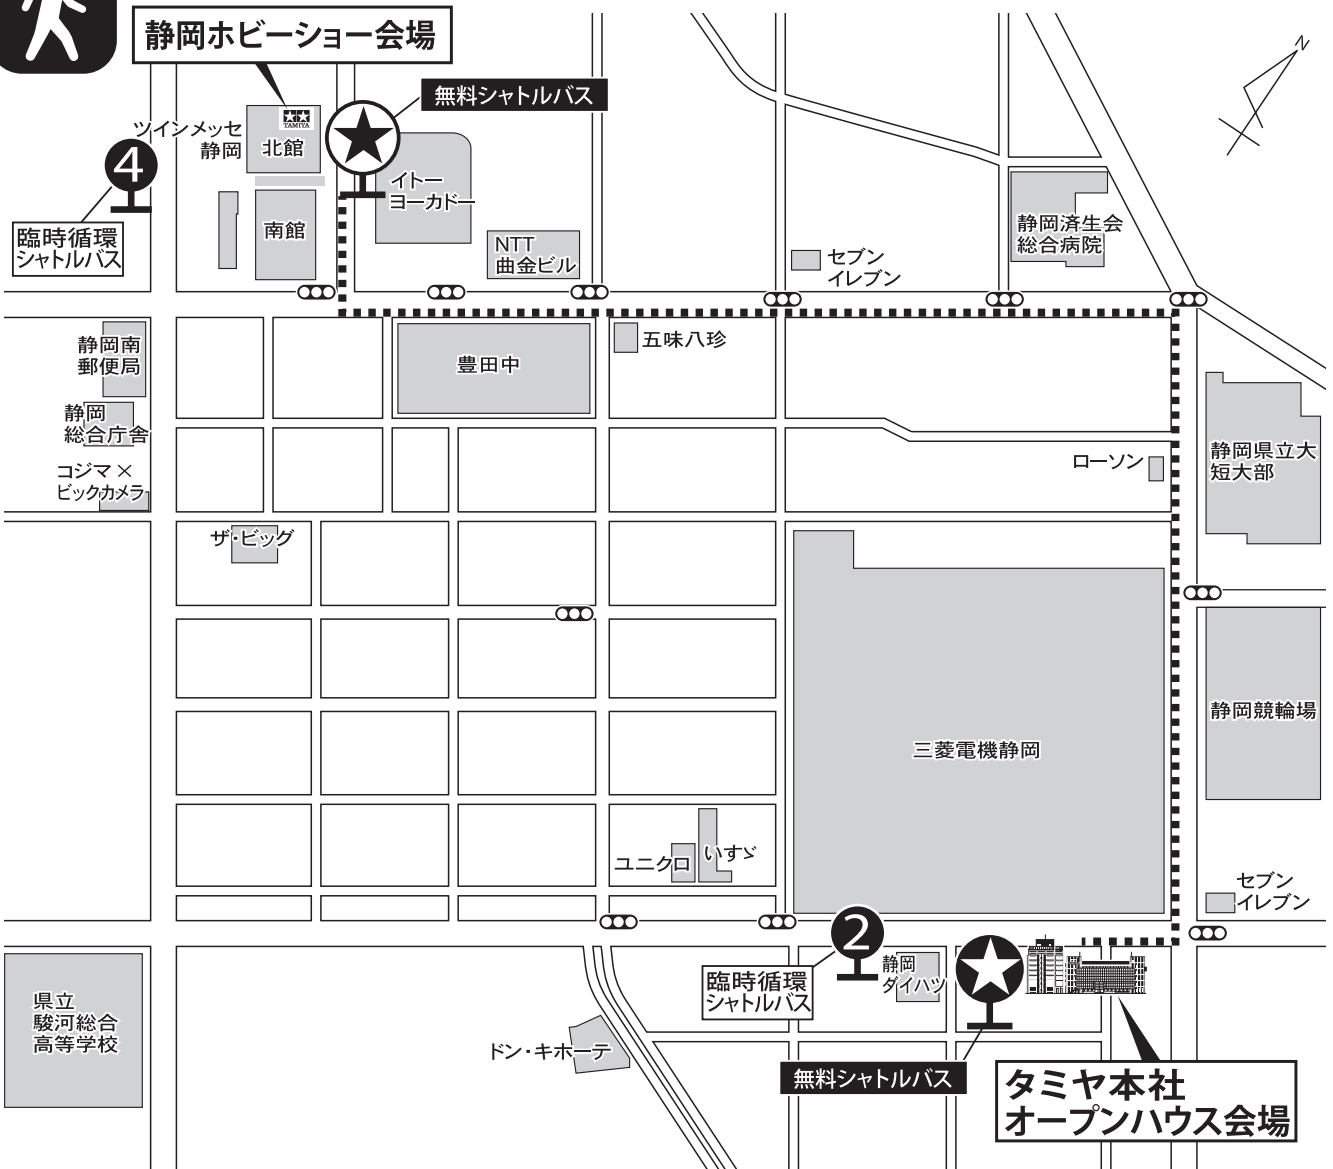 静岡ホビーショー会場
無料シャトルバス
N
TAMIYA
ツインメッセ
静岡
北館
4
イトー
ヨーカドー
南館
臨時循環
シャトルバス
NTT
曲金ビル
セブン
イレブン
静岡済生会
総合病院
静岡南
郵便局
豊田中
五味八珍
静岡
総合庁舎
コジマ×
ビックカメラ
ローソン
静岡県立大
短大部
ザ・ビッグ
静岡競輪場
三菱電機静岡
ユニクロ
いすゞ
セブン
イレブン
2
臨時循環
シャトルバス
静岡
ダイハツ
県立
駿河総合
高等学校
ドン・キホーテ
無料シャトルバス
タミヤ本社
オープンハウス会場